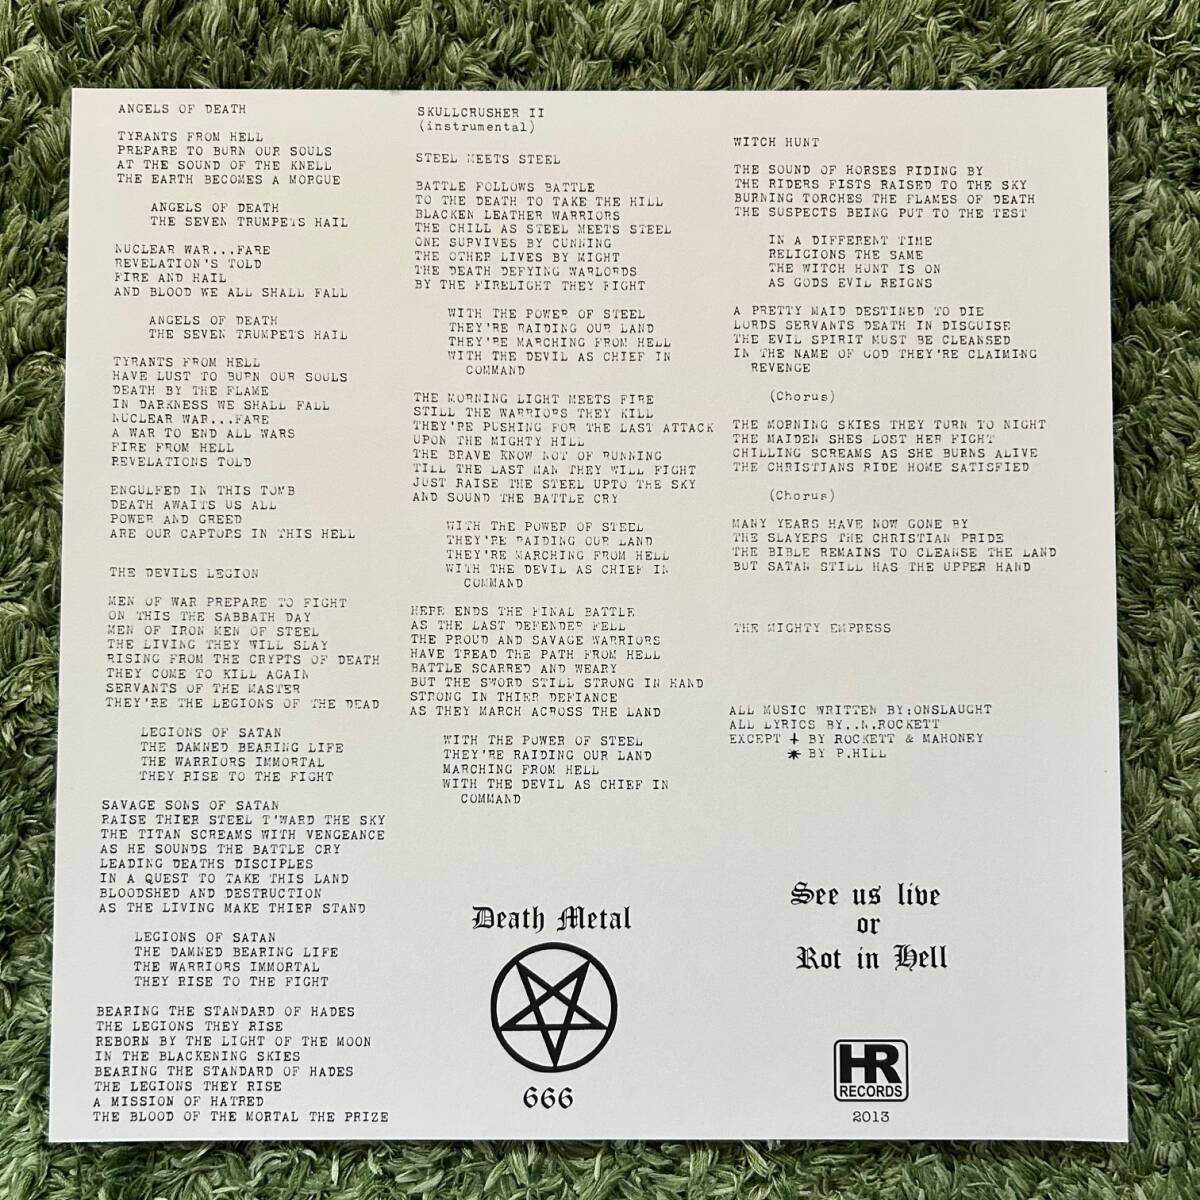 ANGELS OF DEATH
TYRANTS FROM HELL
PREPARE TO BURN OUR SOULS
AT THE SOUND OF THE KNELL
THE EARTH BECOMES A MORGUE
ANGELS OF DEATH
THE SEVEN TRUMPETS HAIL
NUCLEAR WAR...FARE
REVELATION'S TOLD
FIRE AND HAIL
AND BLOOD WE ALL SHALL FALL
ANGELS OF DEATH
THE SEVEN TRUMPETS HAIL
TYRANTS FROM HELL
HAVE LUST TO BURN OUR SOULS
DEATH BY THE FLAME
IN DARKNESS WE SHALL FALL
NUCLEAR WAR...FARE
A WAR TO END ALL WARS
FIRE FROM HELL
REVELATIONS TOLD
ENGULFED IN THIS TOMB
DEATH AWAITS US ALL
POWER AND GREED
ARE OUR CAPTORS IN THIS HELL
THE DEVILS LEGION
MEN OF WAR PREPARE TO FIGHT
ON THIS THE SABBATH DAY
MEN OF IRON MEN OF STEEL
THE LIVING THEY WILL SLAY
RISING FROM THE CRYPTS OF DEATH
THEY COME TO KILL AGAIN
SERVANTS OF THE MASTER
THEY'RE THE LEGIONS OF THE DEAD
LEGIONS OF SATAN
THE DAMNED BEARING LIFE
THE WARRIORS IMMORTAL
THEY RISE TO THE FIGHT
SAVAGE SONS OF SATAN
RAISE THIER STEEL T'WARD THE SKY
THE TITAN SCREAMS WITH VENGEANCE
AS HE SOUNDS THE BATTLE CRY
LEADING DEATHS DISCIPLES
IN A QUEST TO TAKE THIS LAND
BLOODSHED AND DESTRUCTION
AS THE LIVING MAKE THIER STAND
LEGIONS OF SATAN
THE DAMNED BEARING LIFE
THE WARRIORS IMMORTAL
THEY RISE TO THE FIGHT
BEARING THE STANDARD OF HADES
THE LEGIONS THEY RISE
REBORN BY THE LIGHT OF THE MOON
IN THE BLACKENING SKIES
BEARING THE STANDARD OF HADES
THE LEGIONS THEY RISE
A MISSION OF HATRED
THE BLOOD OF THE MORTAL THE PRIZE
SKULLCRUSHER II
(instrumental)
STEEL MEETS STEEL
BATTLE FOLLOWS BATTLE
TO THE DEATH TO TAKE THE HILL
BLACKEN LEATHER WARRIORS
THE CHILL AS STEEL MEETS STEEL
ONE SURVIVES BY CUNNING
THE OTHER LIVES BY MIGHT
THE DEATH DEFYING WARLORDS
BY THE FIRELIGHT THEY FIGHT
WITH THE POWER OF STEEL
THEY'RE RAIDING OUR LAND
THEY'RE MARCHING FROM HELL
WITH THE DEVIL AS CHIEF IN
COMMAND
THE MORNING LIGHT MEETS FIRE
STILL THE WARRIORS THEY KILL
THEY'RE PUSHING FOR THE LAST ATTACK
UPON THE MIGHTY HILL
THE BRAVE KNOW NOT OF RUNNING
TILL THE LAST MAN THEY WILL FIGHT
JUST RAISE THE STEEL UPTO THE SKY
AND SOUND THE BATTLE CRY
WITH THE POWER OF STEEL
THEY'RE RAIDING OUR LAND
THEY'RE MARCHING FROM HELL
WITH THE DEVIL AS CHIEF IN
COMMAND
HERE ENDS THE FINAL BATTLE
AS THE LAST DEFENDER FELL
THE PROUD AND SAVAGE WARRIORS
HAVE TREAD THE PATH FROM HELL
BATTLE SCARRED AND WEARY
BUT THE SWORD STILL STRONG IN HAND
STRONG IN THIER DEFIANCE
AS THEY MARCH ACROSS THE LAND
WITH THE POWER OF STEEL
THEY'RE RAIDING OUR LAND
MARCHING FROM HELL
WITH THE DEVIL AS CHIEF IN
COMMAND
Death Metal
666
WITCH HUNT
THE SOUND OF HORSES RIDING BY
THE RIDERS FISTS RAISED TO THE SKY
BURNING TORCHES THE FLAMES OF DEATH
THE SUSPECTS BEING PUT TO THE TEST
IN A DIFFERENT TIME
RELIGIONS THE SAME
THE WITCH HUNT IS ON
AS GODS EVIL REIGNS
A PRETTY MAID DESTINED TO DIE
LORDS SERVANTS DEATH IN DISGUISE
THE EVIL SPIRIT MUST BE CLEANSED
IN THE NAME OF GOD THEY'RE CLAIMING
REVENGE
(Chorus)
THE MORNING SKIES THEY TURN TO NIGHT
THE MAIDEN SHES LOST HER FIGHT
CHILLING SCREAMS AS SHE BURNS ALIVE
THE CHRISTIANS RIDE HOME SATISFIED
(Chorus)
MANY YEARS HAVE NOW GONE BY
THE SLAYERS THE CHRISTIAN PRIDE
THE BIBLE REMAINS TO CLEANSE THE LAND
BUT SATAN STILL HAS THE UPPER HAND
THE MIGHTY EMPRESS
ALL MUSIC WRITTEN BY:ONSLAUGHT
ALL LYRICS BY..N.ROCKETT
EXCEPT ⸸ BY ROCKETT & MAHONEY
✷ BY P.HILL
See us live
or
Rot in Hell
HR
RECORDS
2013